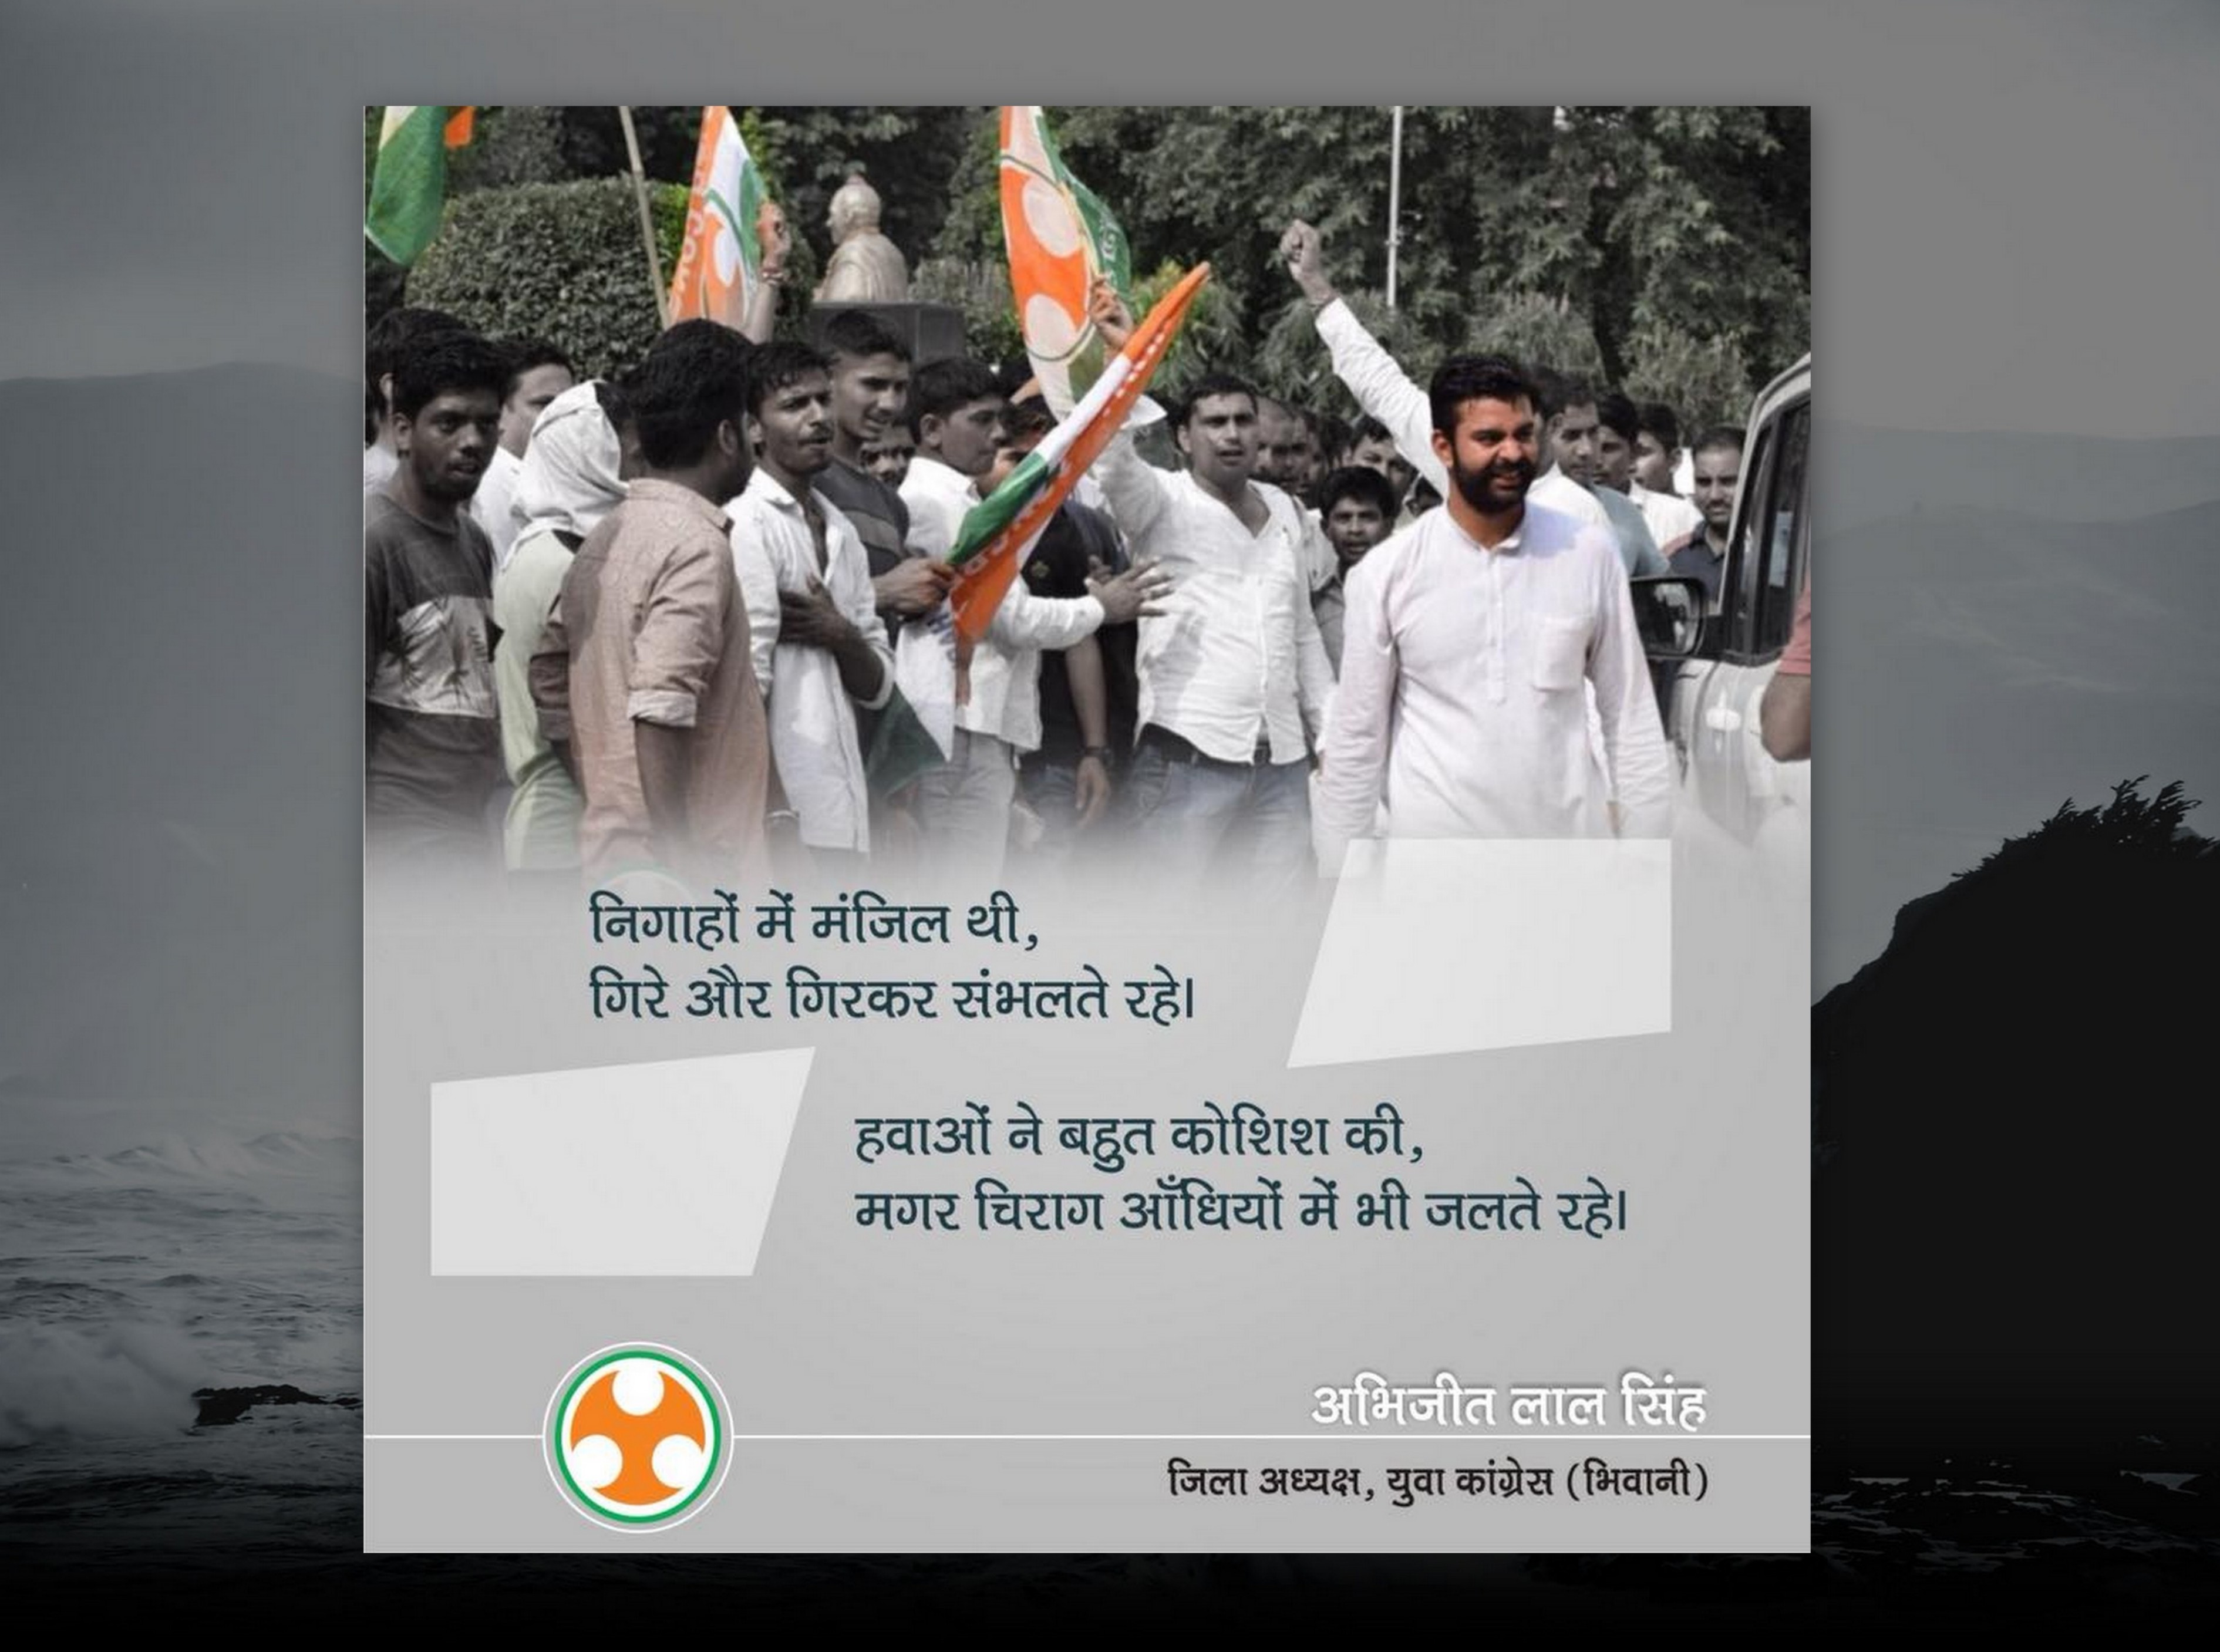 निगाहों में मंजिल थी,
गिरे और गिरकर संभलते रहे।
हवाओं ने बहुत कोशिश की,
मगर चिराग आँधियों में भी जलते रहे।
अभिजीत लाल सिंह
जिला अध्यक्ष, युवा कांग्रेस (भिवानी)